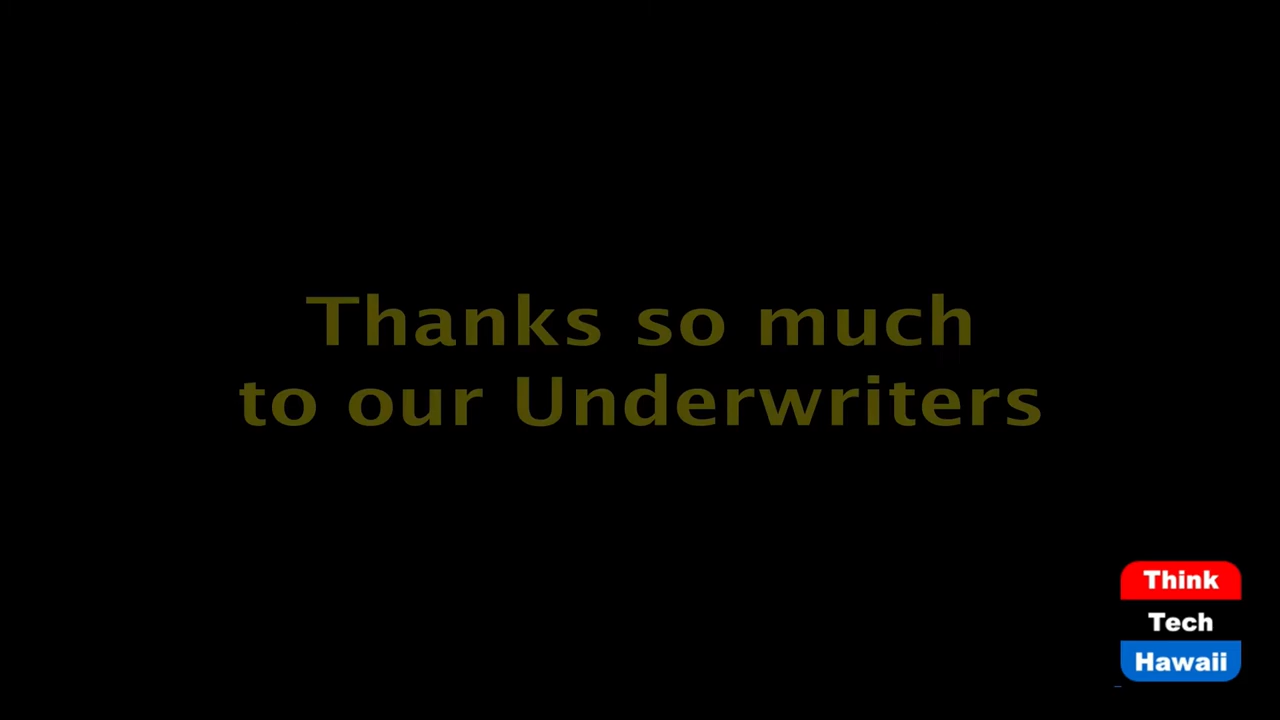 Thanks so much
to our Underwriters
Think
Tech
Hawaii